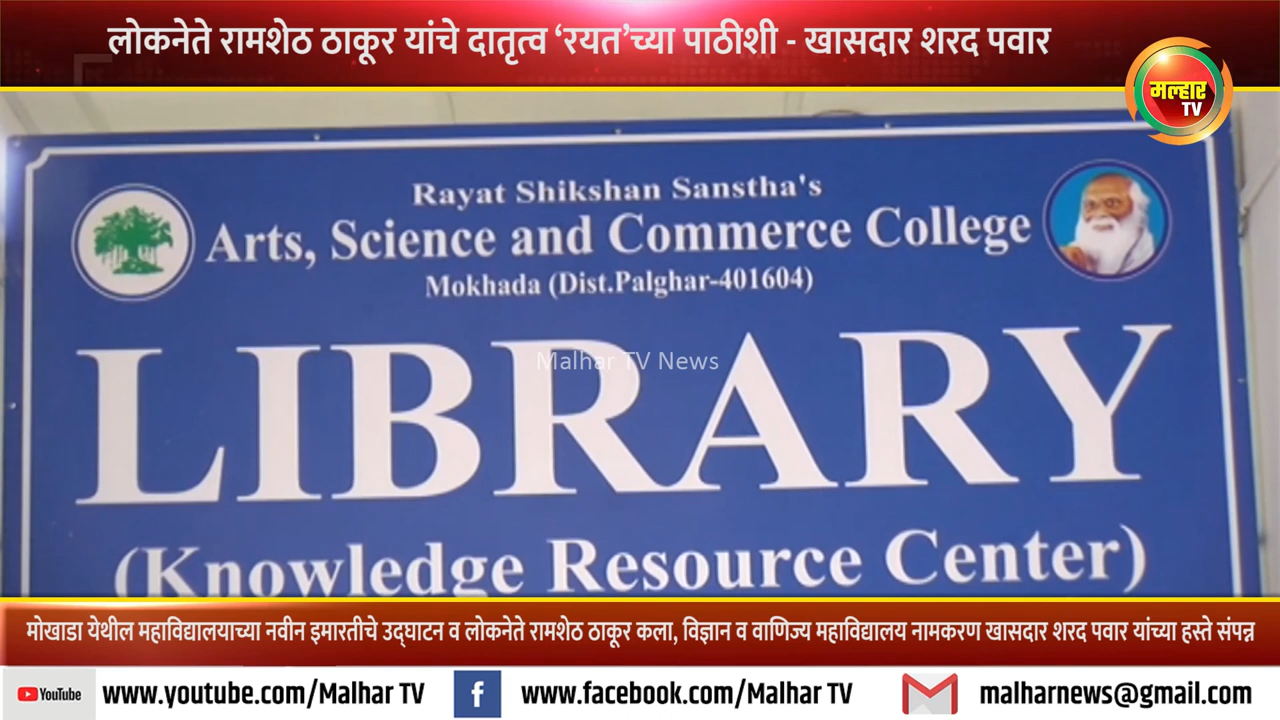 लोकनेते रामशेठ ठाकूर यांचे दातृत्व ‘रयत’च्या पाठीशी - खासदार शरद पवार
मल्हार
TV
Rayat Shikshan Sanstha's
Arts, Science and Commerce College
Mokhada (Dist.Palghar-401604)
LIBRARY
Malhar TV News
(Knowledge Resource Center)
मोखाडा येथील महाविद्यालयाच्या नवीन इमारतीचे उद्‌घाटन व लोकनेते रामशेठ ठाकूर कला, विज्ञान व वाणिज्य महाविद्यालय नामकरण खासदार शरद पवार यांच्या हस्ते संपन्न
YouTube www.youtube.com/Malhar TV f www.facebook.com/Malhar TV malharnews@gmail.com